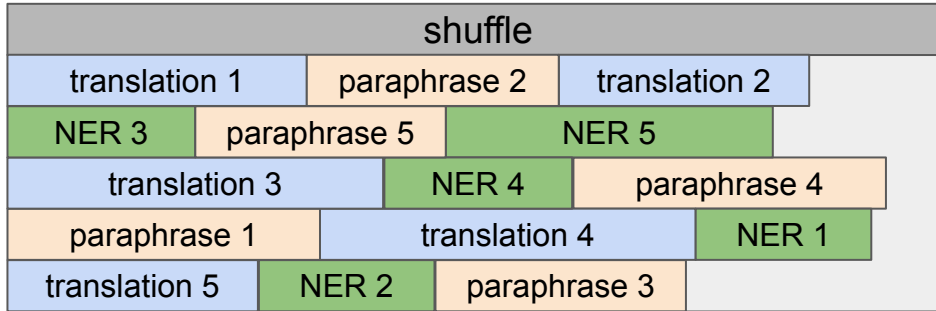 shuffle
translation 1 paraphrase 2 translation 2
NER 3 paraphrase 5 NER 5
translation 3 NER 4 paraphrase 4
paraphrase 1 translation 4 NER 1
translation 5 NER 2 paraphrase 3